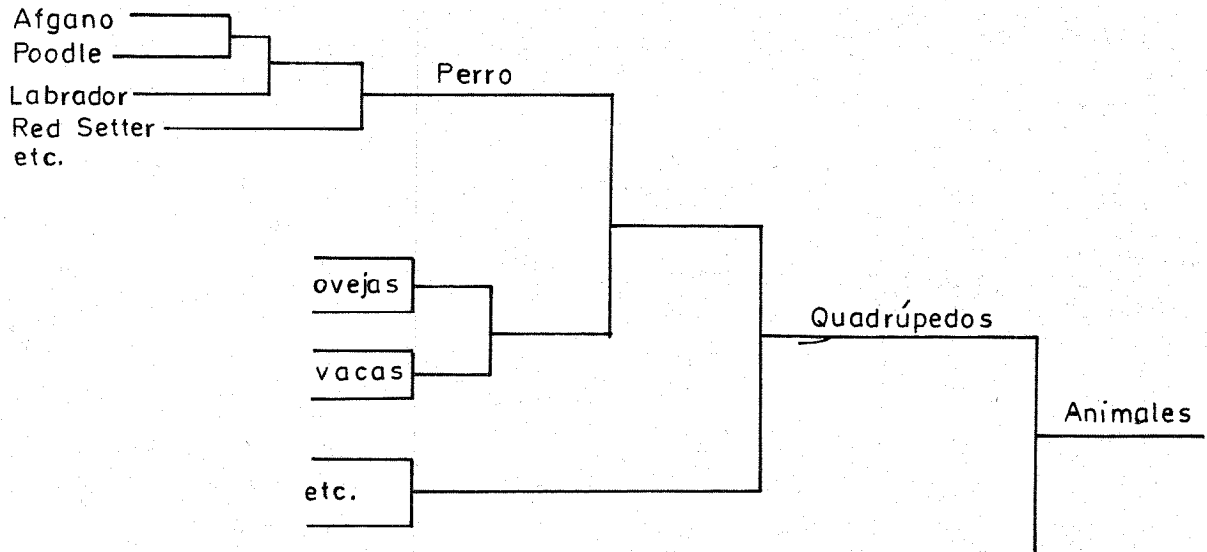 Afgano
Poodle
Labrador
Red Setter
etc.
Perro
ovejas
vacas
etc.
Quadrúpedos
Animales